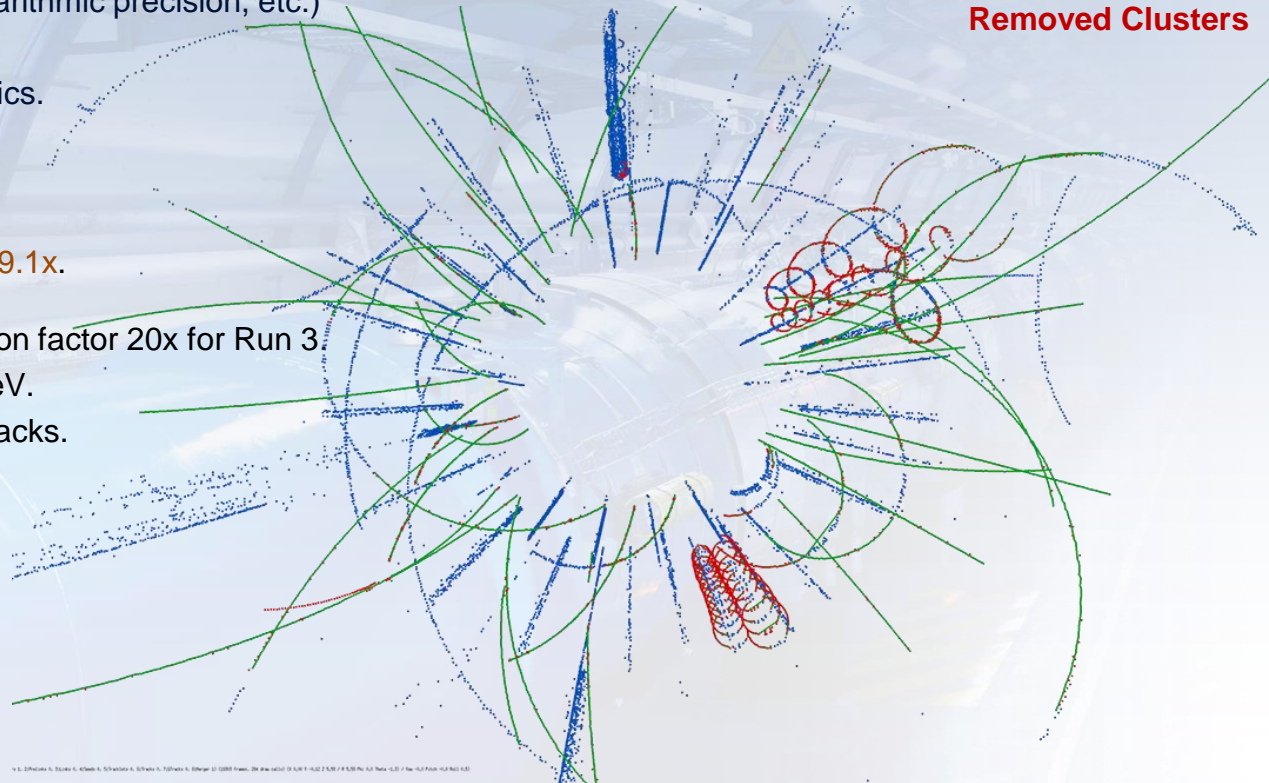 arithmic precision, etc.)
Removed Clusters
ics.
9.1x.
on factor 20x for Run 3.
eV.
acks.